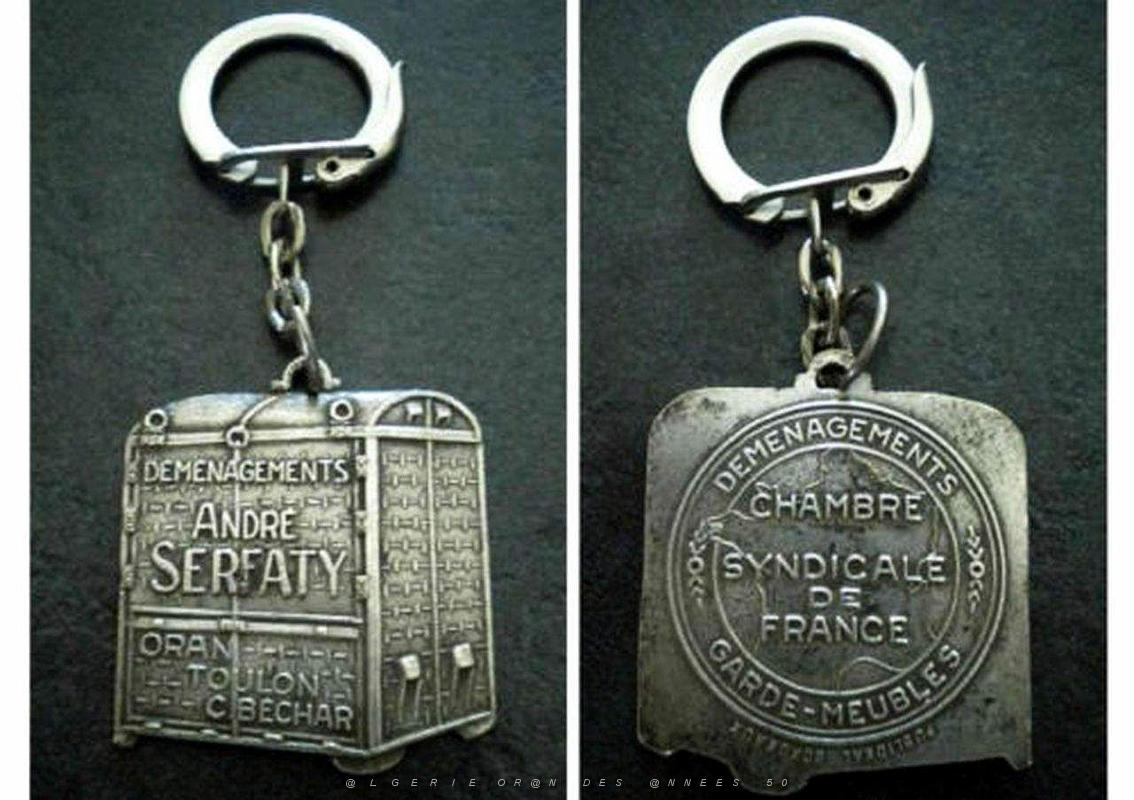 DEMENAGEMENTS
ANDRÉ
SERFATY
ORAN
TOULON
C.BECHAR
DEMENAGEMENTS
CHAMBRE
SYNDICALE
DE
FRANCE
GARDE-MEUBLES
@LGERIE OR@N DES @NNEES 50